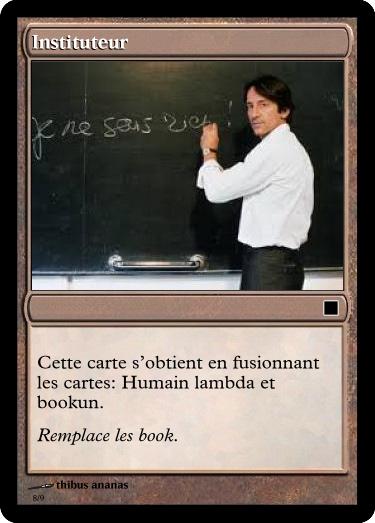 Instituteur
je ne sais rien !
Cette carte s'obtient en fusionnant
les cartes: Humain lambda et
bookun.
Remplace les book.
thibus ananas
8/9